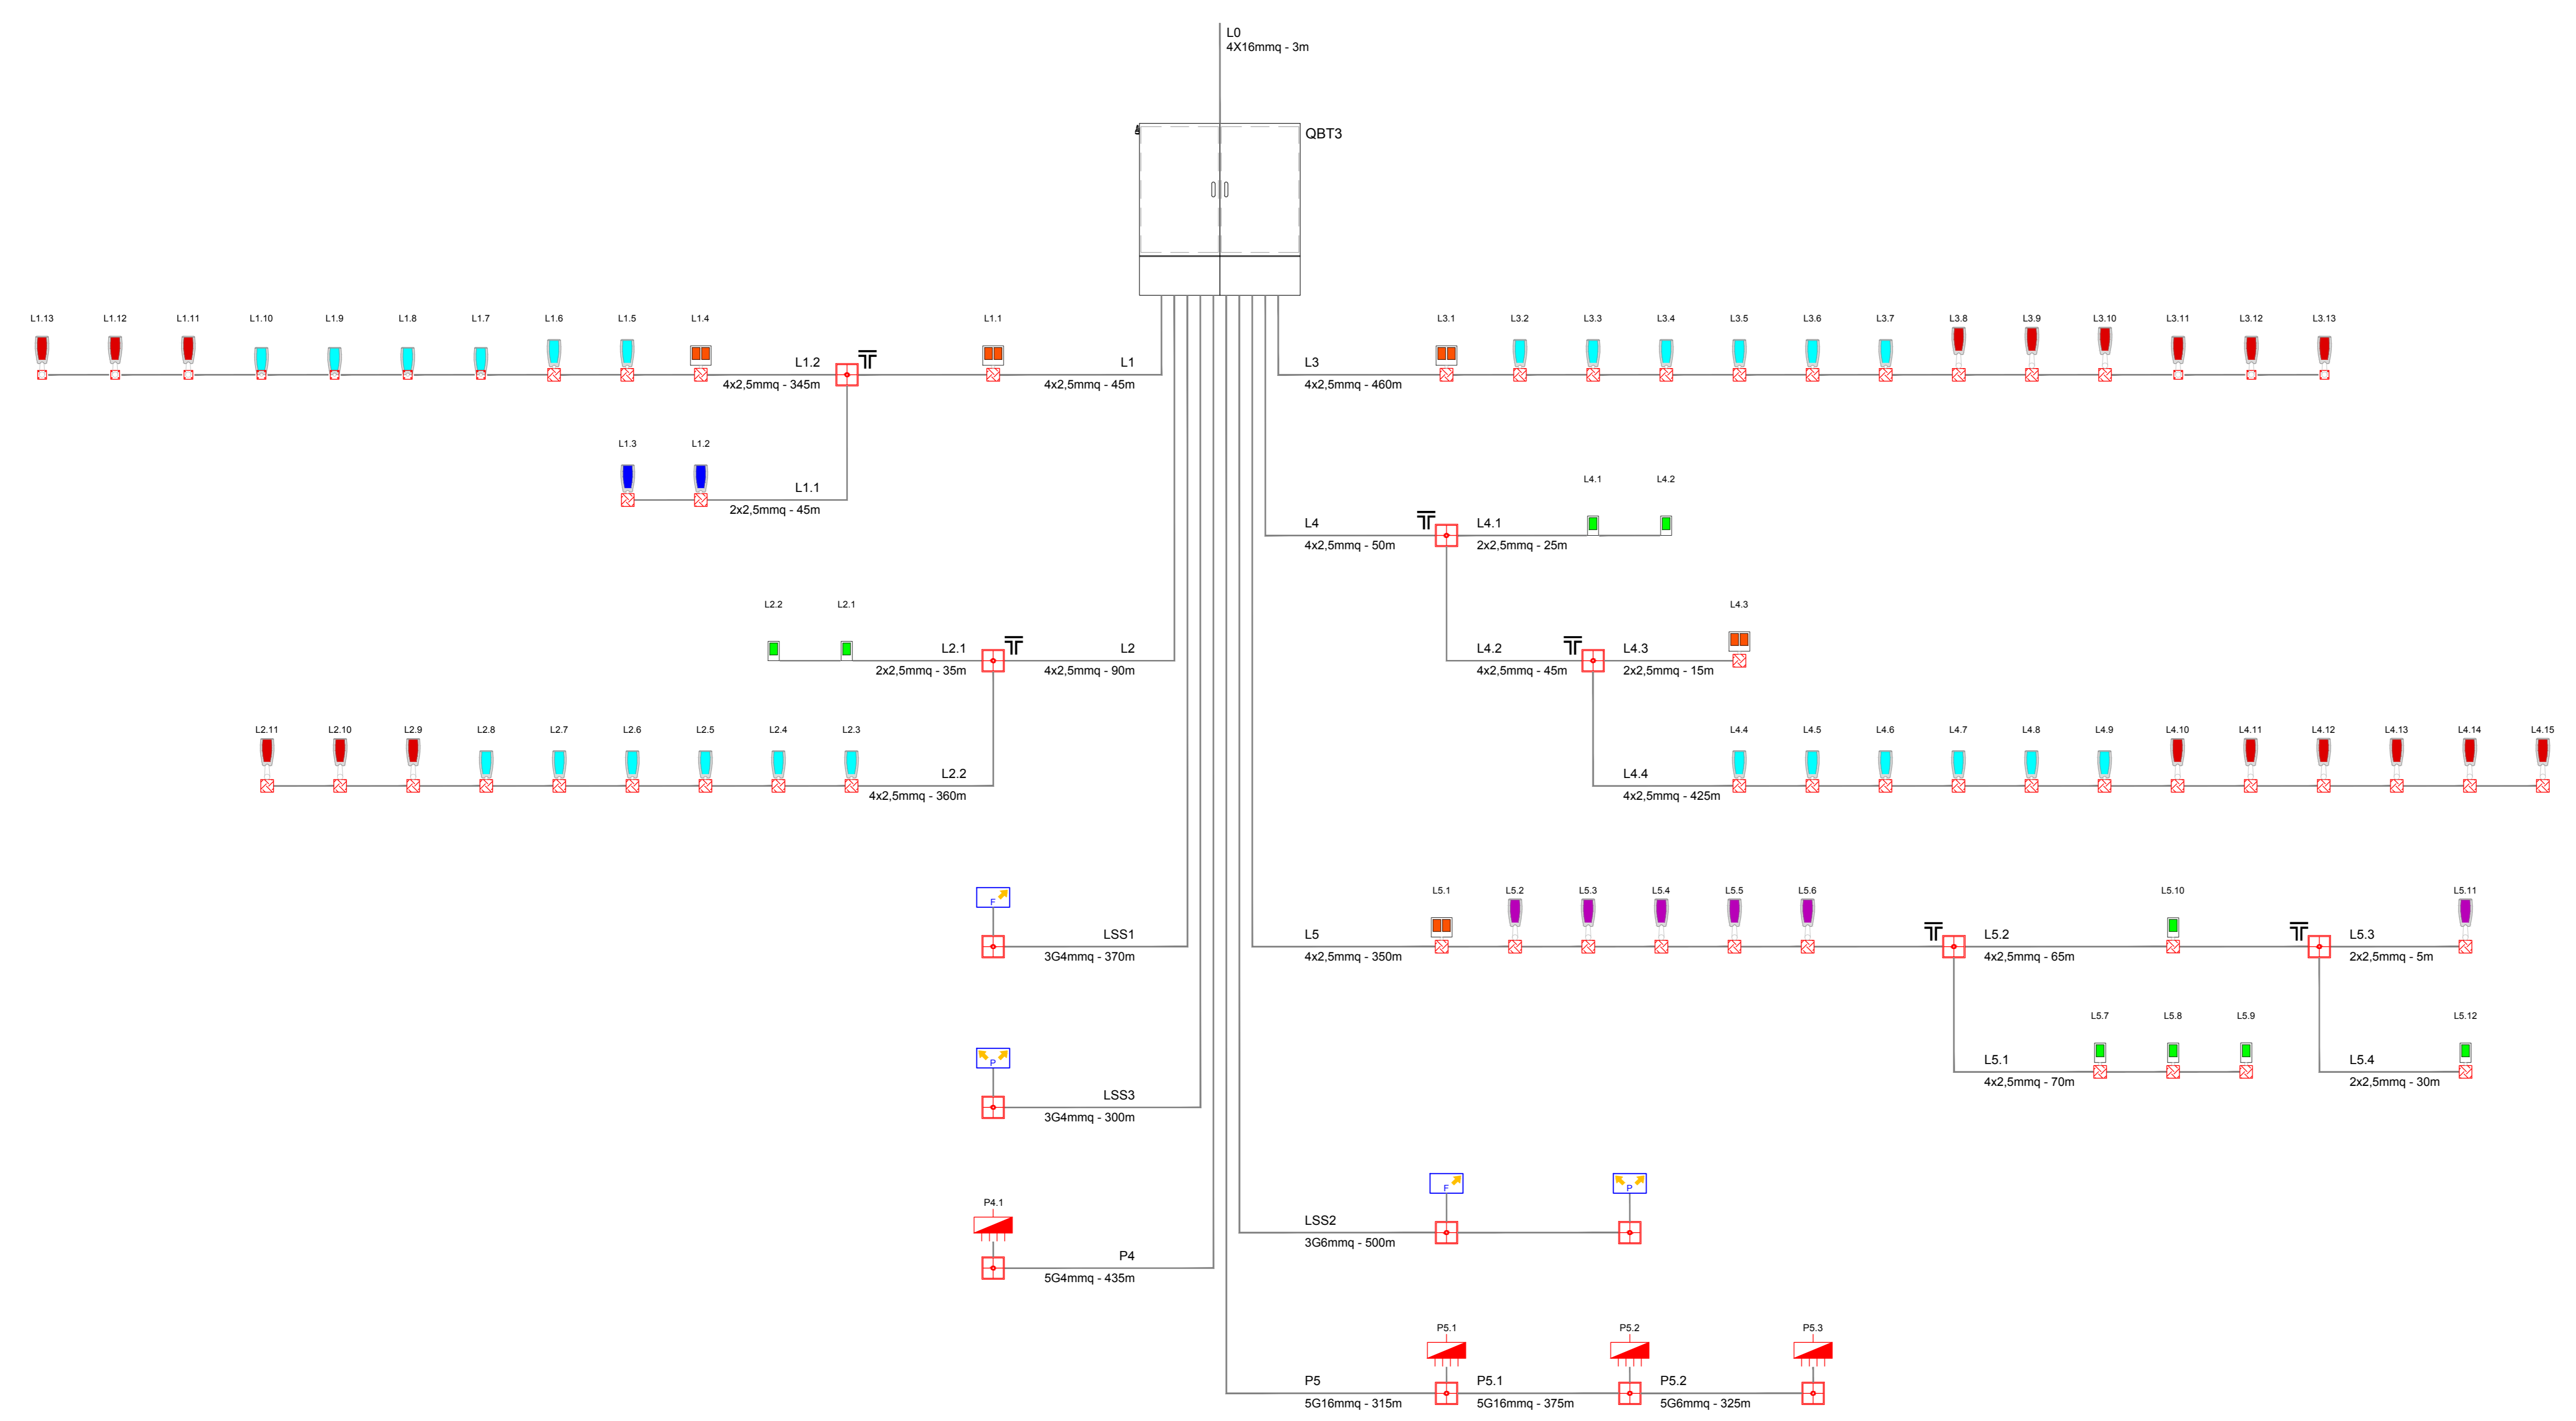 L0
4X16mmq - 3m
QBT3
L1.13 L1.12 L1.11 L1.10 L1.9 L1.8 L1.7 L1.6 L1.5 L1.4 L1.1 L3.1 L3.2 L3.3 L3.4 L3.5 L3.6 L3.7 L3.8 L3.9 L3.10 L3.11 L3.12 L3.13
L1.2 L1 L3
4x2,5mmq - 345m 4x2,5mmq - 45m 4x2,5mmq - 460m
L1.3 L1.2
L1.1
2x2,5mmq - 45m
L4.1 L4.2
L4 L4.1
4x2,5mmq - 50m 2x2,5mmq - 25m
L2.2 L2.1 L4.3
L2.1 L2 L4.2 L4.3
2x2,5mmq - 35m 4x2,5mmq - 90m 4x2,5mmq - 45m 2x2,5mmq - 15m
L2.11 L2.10 L2.9 L2.8 L2.7 L2.6 L2.5 L2.4 L2.3 L4.4 L4.5 L4.6 L4.7 L4.8 L4.9 L4.10 L4.11 L4.12 L4.13 L4.14 L4.15
L2.2 L4.4
4x2,5mmq - 360m 4x2,5mmq - 425m
L5.1 L5.2 L5.3 L5.4 L5.5 L5.6 L5.10 L5.11
F
LSS1 L5 L5.2 L5.3
3G4mmq - 370m 4x2,5mmq - 350m 4x2,5mmq - 65m 2x2,5mmq - 5m
L5.7 L5.8 L5.9 L5.12
P
L5.1 L5.4
4x2,5mmq - 70m 2x2,5mmq - 30m
LSS3
3G4mmq - 300m
F P
P4.1
LSS2
3G6mmq - 500m
P4
5G4mmq - 435m
P5.1 P5.2 P5.3
P5 P5.1 P5.2
5G16mmq - 315m 5G16mmq - 375m 5G6mmq - 325m